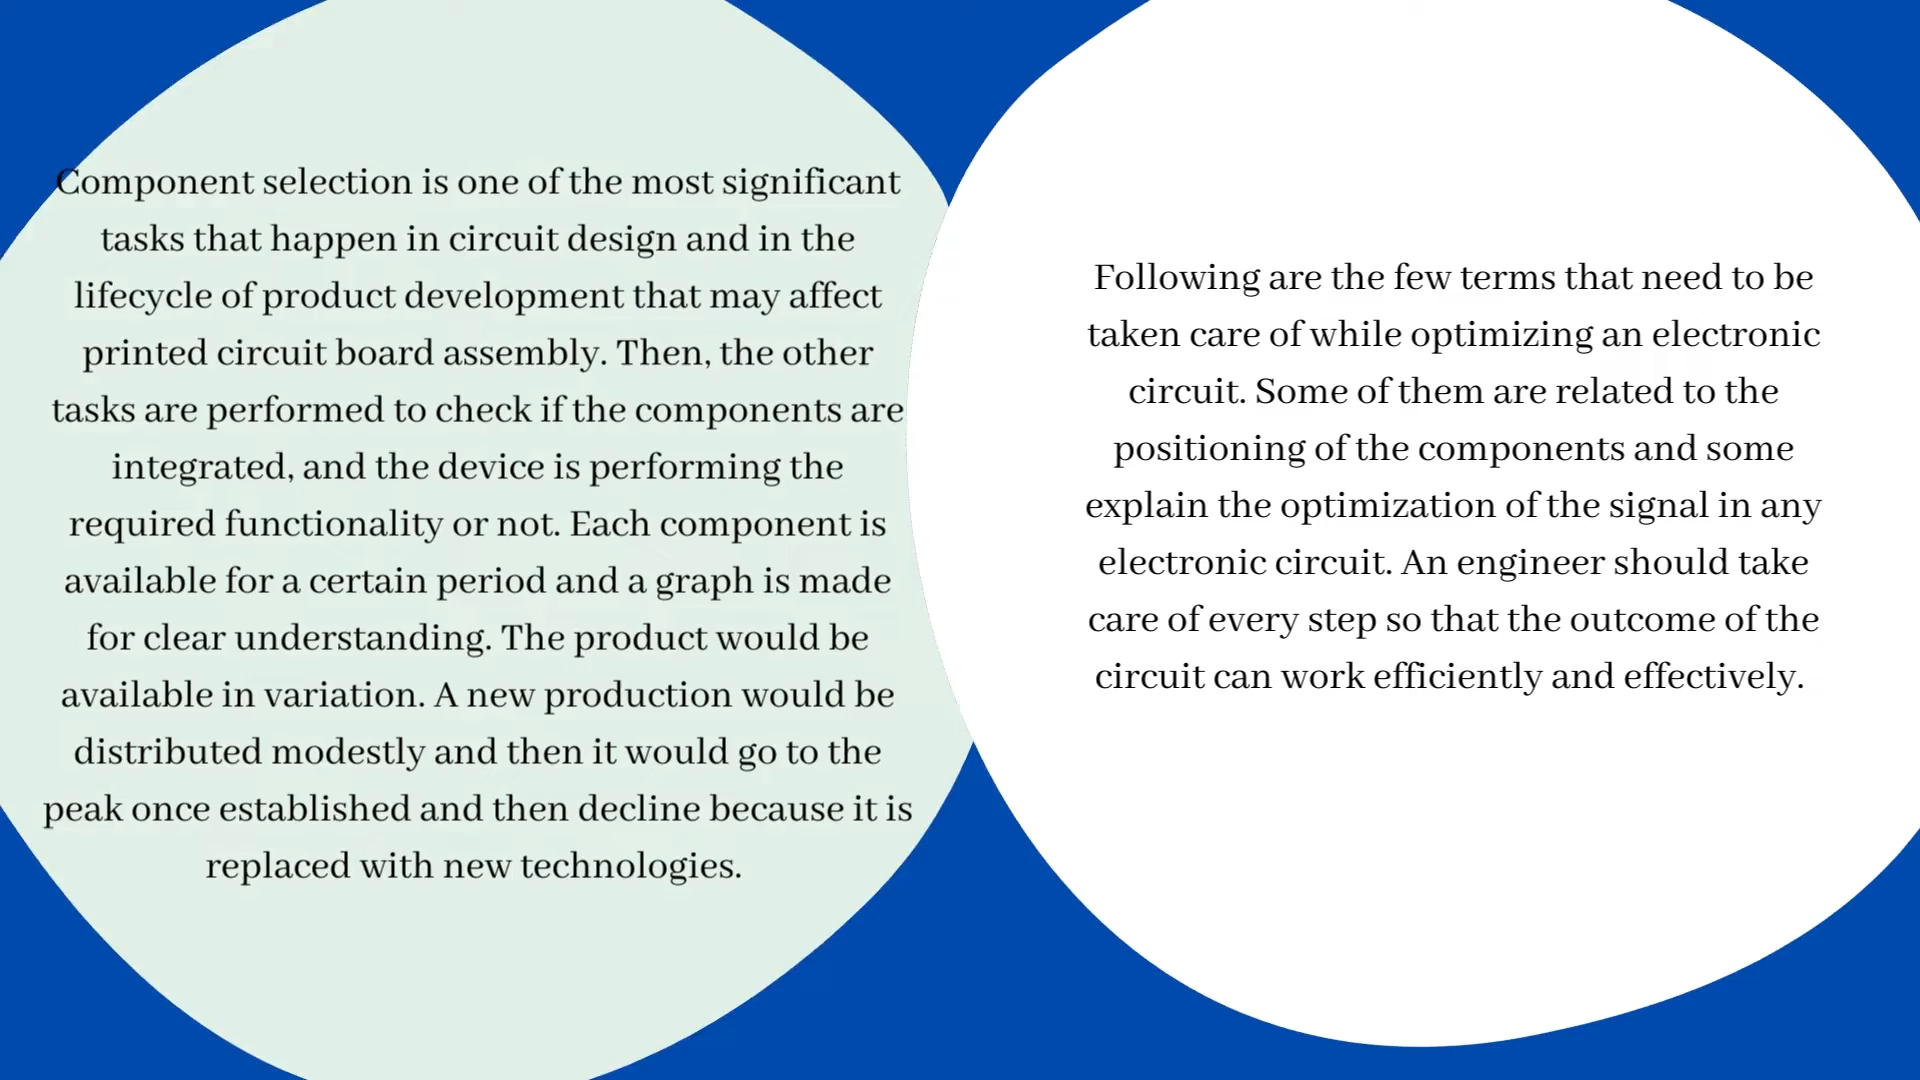 Component selection is one of the most significant
tasks that happen in circuit design and in the
lifecycle of product development that may affect
printed circuit board assembly. Then, the other
tasks are performed to check if the components are
integrated, and the device is performing the
required functionality or not. Each component is
available for a certain period and a graph is made
for clear understanding. The product would be
available in variation. A new production would be
distributed modestly and then it would go to the
peak once established and then decline because it is
replaced with new technologies.
Following are the few terms that need to be
taken care of while optimizing an electronic
circuit. Some of them are related to the
positioning of the components and some
explain the optimization of the signal in any
electronic circuit. An engineer should take
care of every step so that the outcome of the
circuit can work efficiently and effectively.